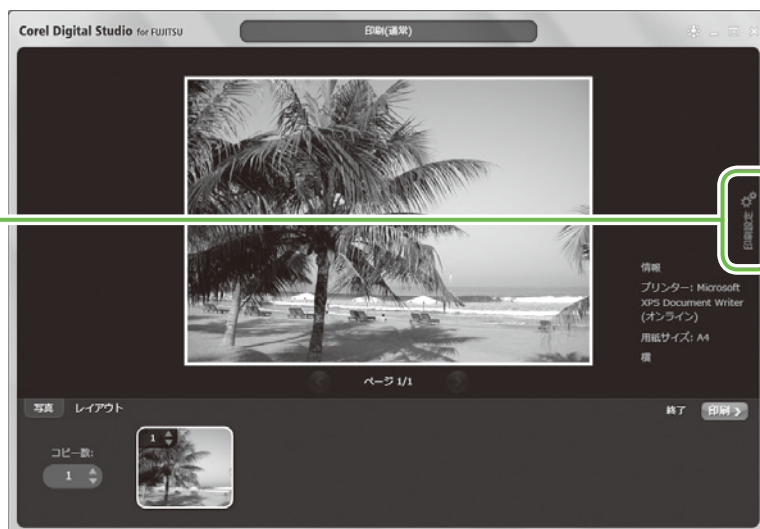 Corel Digital Studio for FUJITSU
印刷(通常)
印刷設定
情報
プリンター: Microsoft
XPS Document Writer
(オンライン)
用紙サイズ: A4
横
ページ 1/1
写真 レイアウト
終了 印刷
コピー数:
1
1